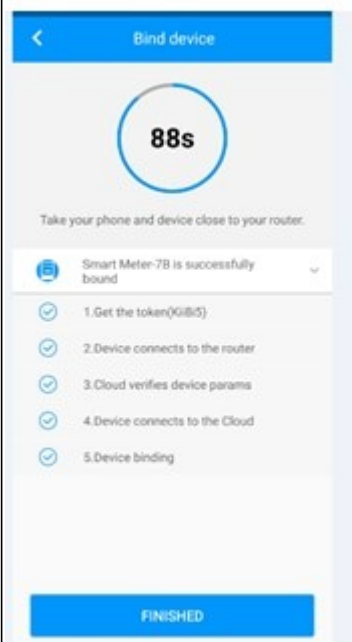 Bind device
88s
Take your phone and device close to your router.
Smart Meter-7B is successfully
bound
1.Get the token(KiiBi5)
2.Device connects to the router
3.Cloud verifies device params
4.Device connects to the Cloud
5.Device binding
FINISHED